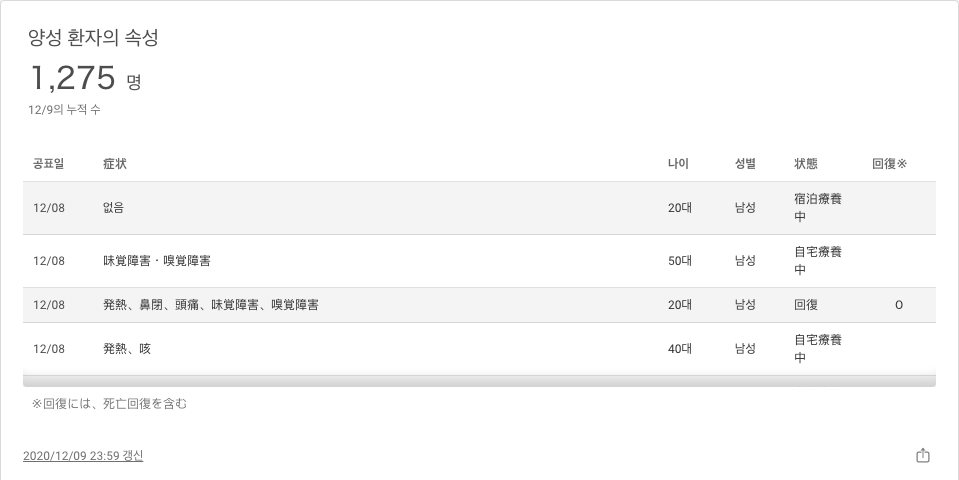 양성 환자의 속성
1,275 명
12/9의 누적 수
공표일 症状 나이 성별 状態 回復※
12/08 없음 20대 남성 宿泊療養
中
12/08 味覚障害・嗅覚障害 50대 남성 自宅療養
中
12/08 発熱、鼻閉、頭痛、味覚障害、嗅覚障害 20대 남성 回復 O
12/08 発熱、咳 40대 남성 自宅療養
中
※回復には、死亡回復を含む
2020/12/09 23:59 갱신